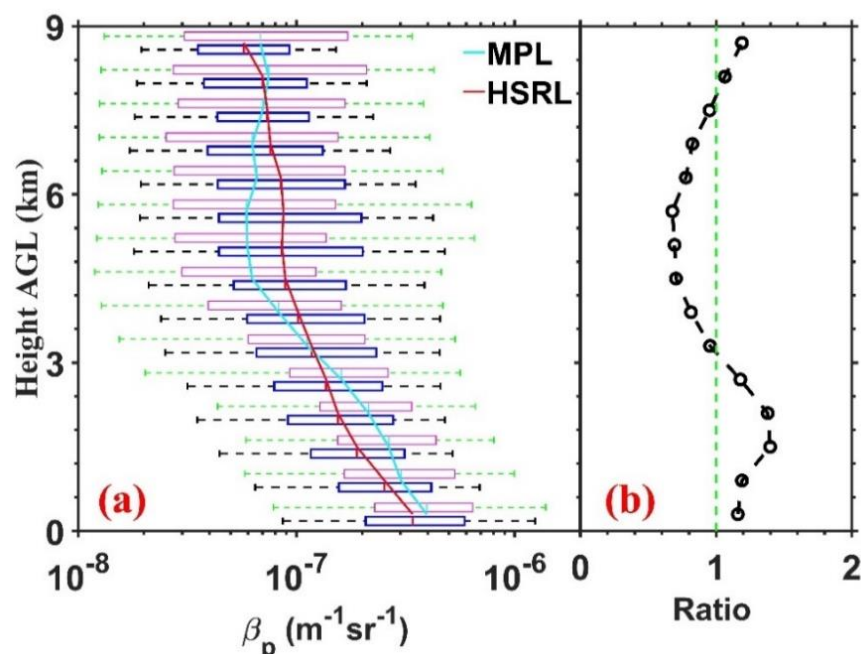 9
6
3
0
Height AGL (km)
MPL
HSRL
(a)
10⁻⁸
10⁻⁷
10⁻⁶
βₚ (m⁻¹sr⁻¹)
(b)
0
1
2
Ratio